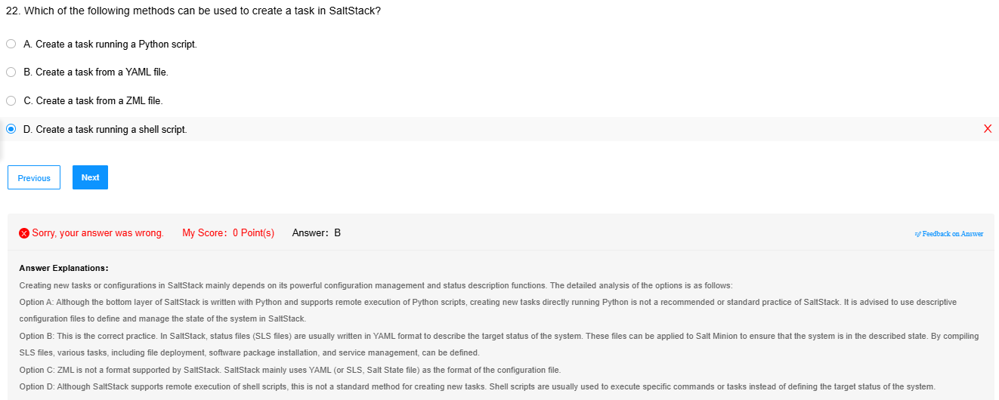 22. Which of the following methods can be used to create a task in SaltStack?
A. Create a task running a Python script.
B. Create a task from a YAML file.
C. Create a task from a ZML file.
D. Create a task running a shell script.
Previous Next
Sorry, your answer was wrong. My Score: 0 Point(s) Answer: B Feedback on Answer
Answer Explanations:
Creating new tasks or configurations in SaltStack mainly depends on its powerful configuration management and status description functions. The detailed analysis of the options is as follows:
Option A: Although the bottom layer of SaltStack is written with Python and supports remote execution of Python scripts, creating new tasks directly running Python is not a recommended or standard practice of SaltStack. It is advised to use descriptive
configuration files to define and manage the state of the system in SaltStack.
Option B: This is the correct practice. In SaltStack, status files (SLS files) are usually written in YAML format to describe the target status of the system. These files can be applied to Salt Minion to ensure that the system is in the described state. By compiling
SLS files, various tasks, including file deployment, software package installation, and service management, can be defined.
Option C: ZML is not a format supported by SaltStack. SaltStack mainly uses YAML (or SLS, Salt State file) as the format of the configuration file.
Option D: Although SaltStack supports remote execution of shell scripts, this is not a standard method for creating new tasks. Shell scripts are usually used to execute specific commands or tasks instead of defining the target status of the system.